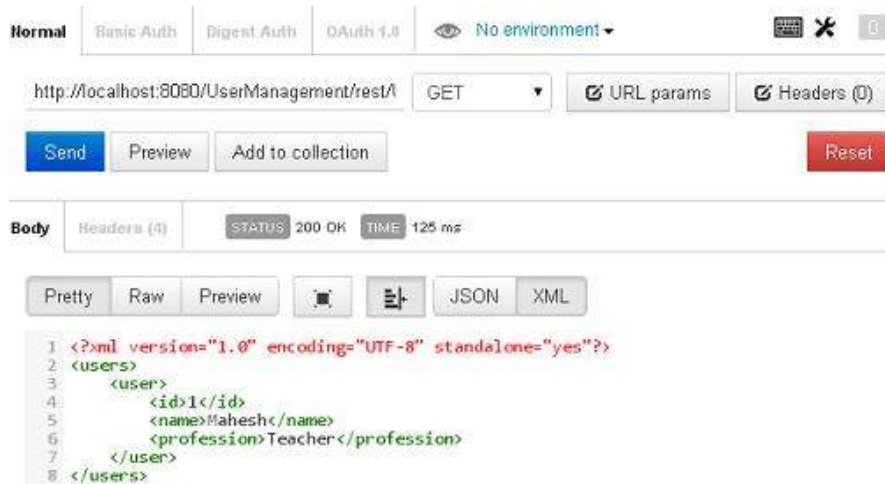 Normal Basic Auth Digest Auth OAuth 1.0 No environment 0
http://localhost:8080/UserManagement/rest/ GET URL params Headers (0)
Send Preview Add to collection Reset
Body Headers (4) STATUS 200 OK TIME 125 ms
Pretty Raw Preview JSON XML
1 <?xml version="1.0" encoding="UTF-8" standalone="yes"?>
2 <users>
3 <user>
4 <id>1</id>
5 <name>Mahesh</name>
6 <profession>Teacher</profession>
7 </user>
8 </users>